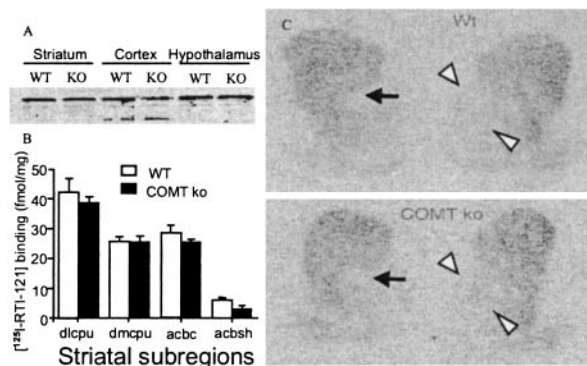 A
Striatum Cortex Hypothalamus
WT KO WT KO WT KO
B
[125I-RTI-121] binding (fmol/mg)
50
40
30
20
10
0
WT
COMT ko
dlcpu dmcpu acbc acbsh
Striatal subregions
C
Wt
COMT ko